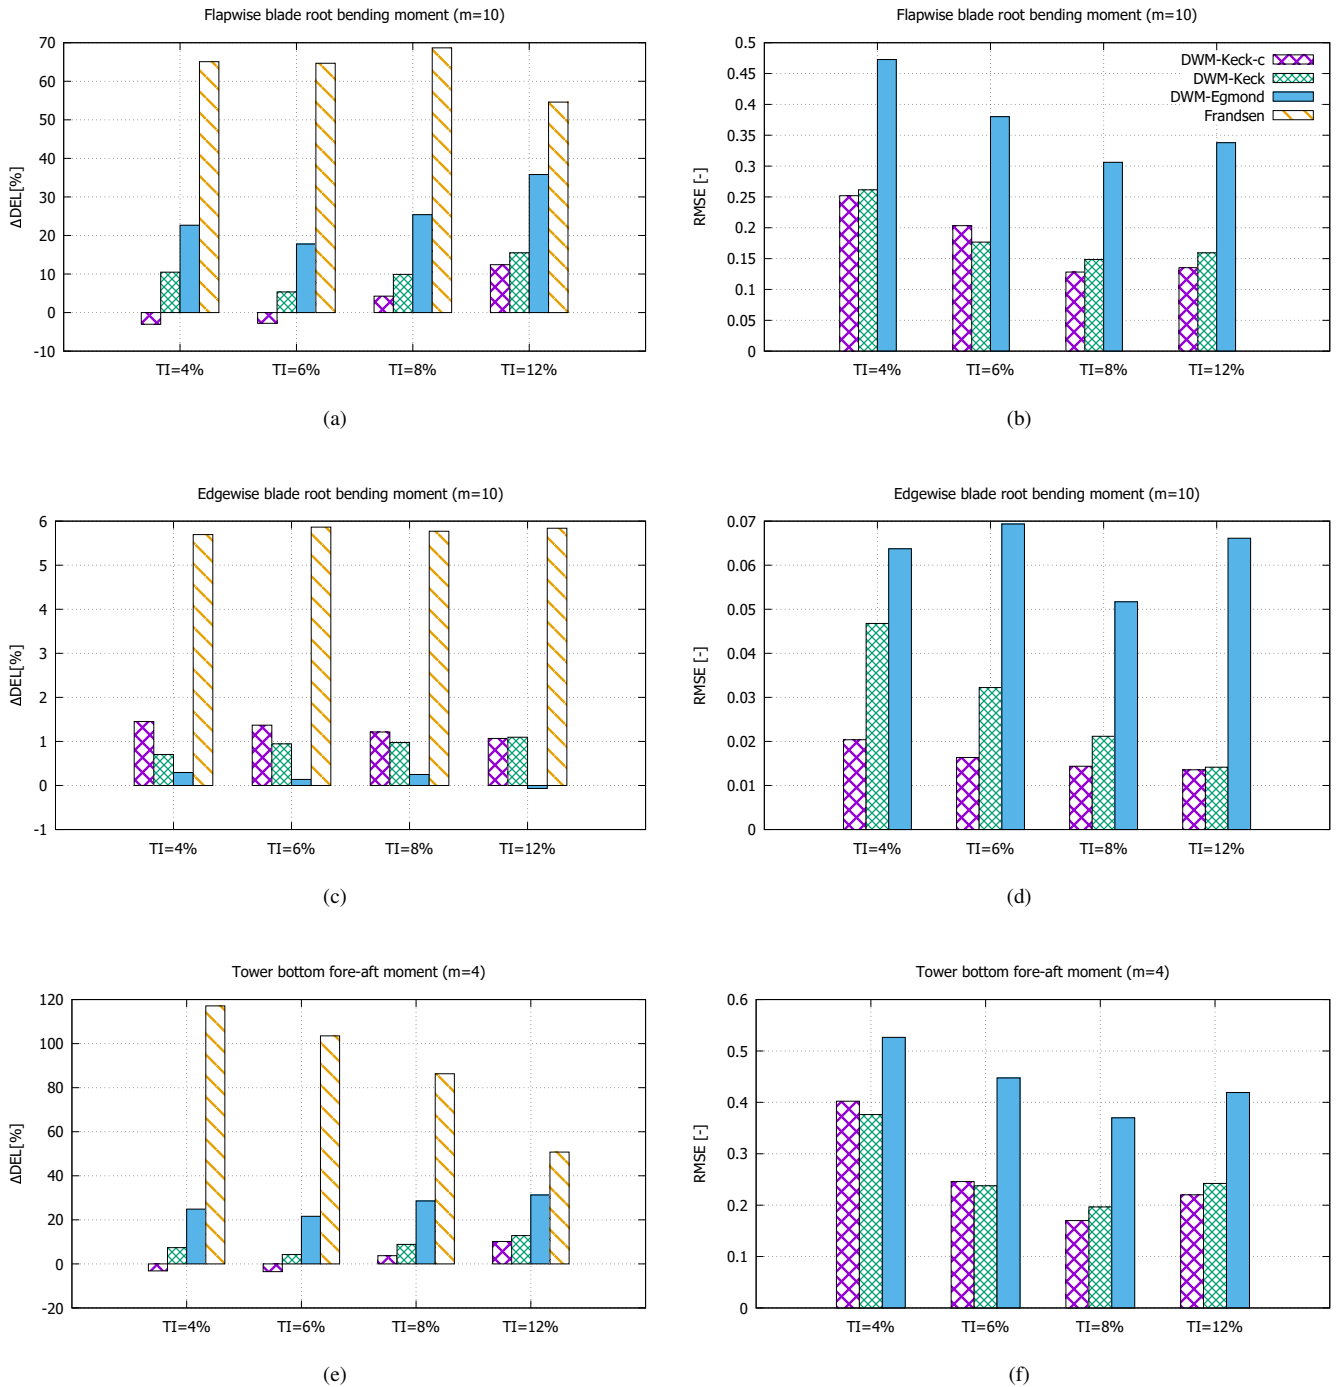 Flapwise blade root bending moment (m=10)
ΔDEL[%]
70
60
50
40
30
20
10
0
-10
TI=4% TI=6% TI=8% TI=12%
(a)
Flapwise blade root bending moment (m=10)
RMSE [-]
0.5
0.45
0.4
0.35
0.3
0.25
0.2
0.15
0.1
0.05
0
DWM-Keck-c
DWM-Keck
DWM-Egmond
Frandsen
TI=4% TI=6% TI=8% TI=12%
(b)
Edgewise blade root bending moment (m=10)
ΔDEL[%]
6
5
4
3
2
1
0
-1
TI=4% TI=6% TI=8% TI=12%
(c)
Edgewise blade root bending moment (m=10)
RMSE [-]
0.07
0.06
0.05
0.04
0.03
0.02
0.01
0
TI=4% TI=6% TI=8% TI=12%
(d)
Tower bottom fore-aft moment (m=4)
ΔDEL[%]
120
100
80
60
40
20
0
-20
TI=4% TI=6% TI=8% TI=12%
(e)
Tower bottom fore-aft moment (m=4)
RMSE [-]
0.6
0.5
0.4
0.3
0.2
0.1
0
TI=4% TI=6% TI=8% TI=12%
(f)